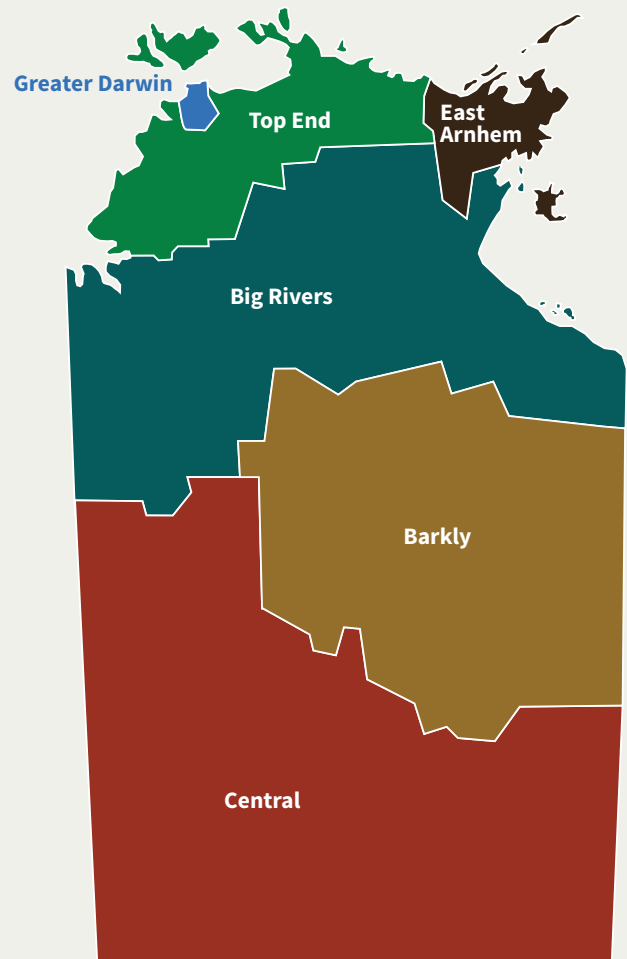 Greater Darwin
Top End
East
Arnhem
Big Rivers
Barkly
Central